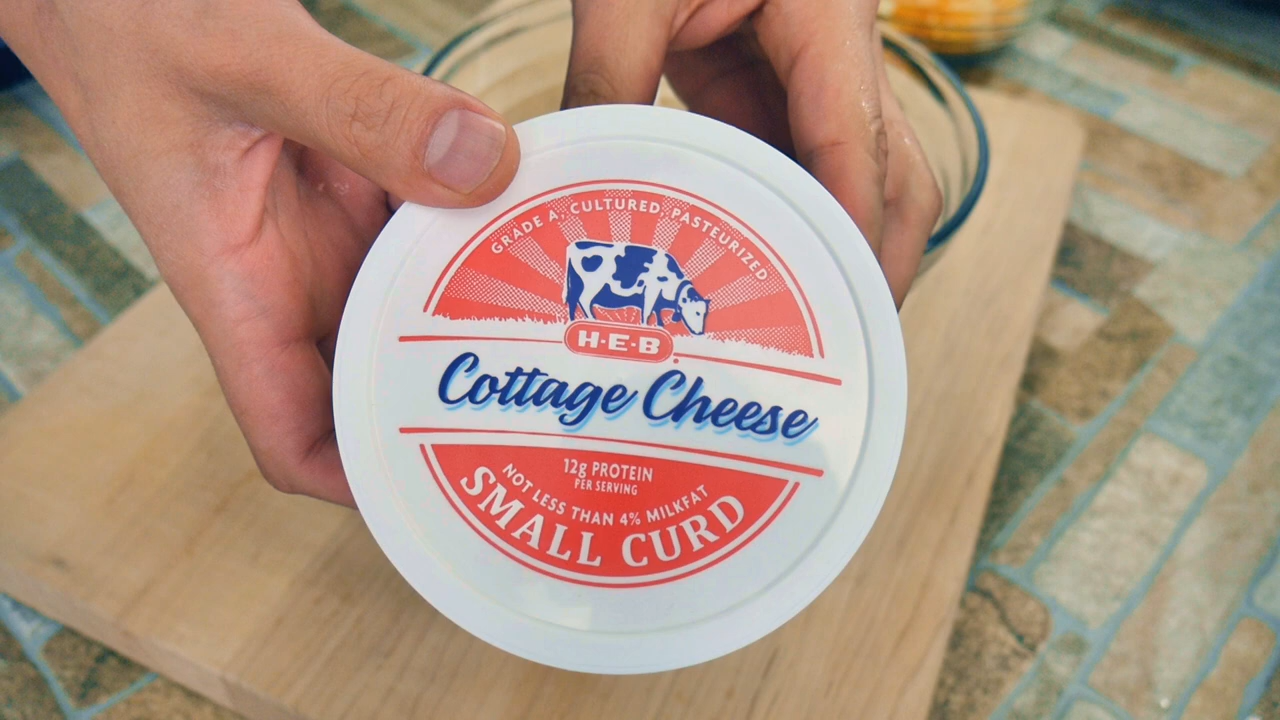 GRADE A, CULTURED, PASTEURIZED
H·E·B
Cottage Cheese
12g PROTEIN
PER SERVING
NOT LESS THAN 4% MILKFAT
SMALL CURD